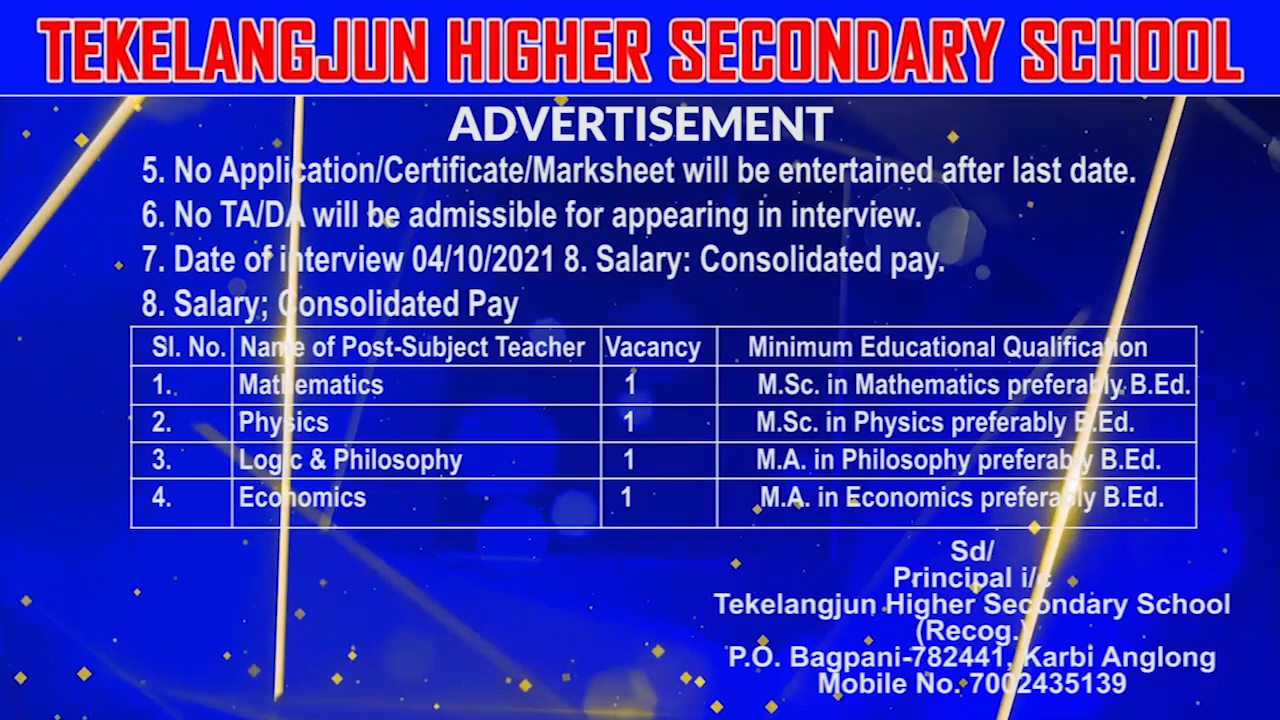 TEKELANGJUN HIGHER SECONDARY SCHOOL
ADVERTISEMENT
5. No Application/Certificate/Marksheet will be entertained after last date.
6. No TA/DA will be admissible for appearing in interview.
7. Date of interview 04/10/2021 8. Salary: Consolidated pay.
8. Salary; Consolidated Pay
Sl. No. Name of Post-Subject Teacher Vacancy Minimum Educational Qualification
1. Mathematics 1 M.Sc. in Mathematics preferably B.Ed.
2. Physics 1 M.Sc. in Physics preferably B.Ed.
3. Logic & Philosophy 1 M.A. in Philosophy preferably B.Ed.
4. Economics 1 M.A. in Economics preferably B.Ed.
Sd/
Principal i/c
Tekelangjun Higher Secondary School
(Recog.)
P.O. Bagpani-782441, Karbi Anglong
Mobile No. 7002435139